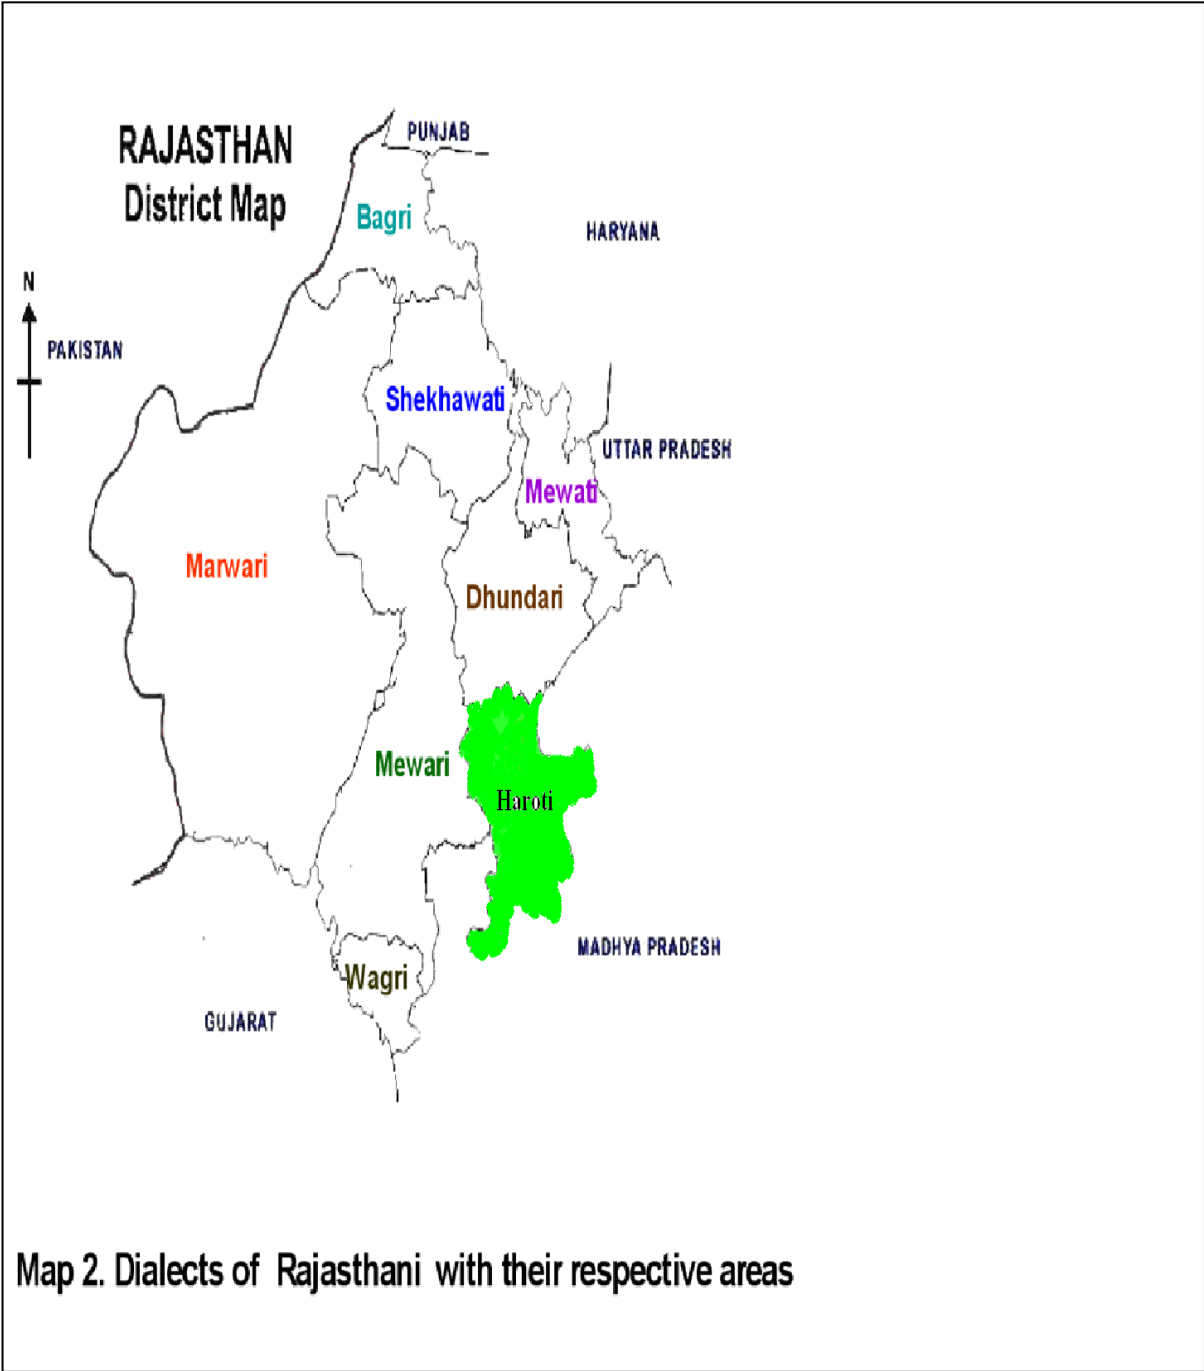 RAJASTHAN
District Map
PUNJAB
Bagri
HARYANA
N
PAKISTAN
Shekhawati
UTTAR PRADESH
Mewati
Marwari
Dhundari
Mewari
Haroti
MADHYA PRADESH
Wagri
GUJARAT
Map 2. Dialects of Rajasthani with their respective areas